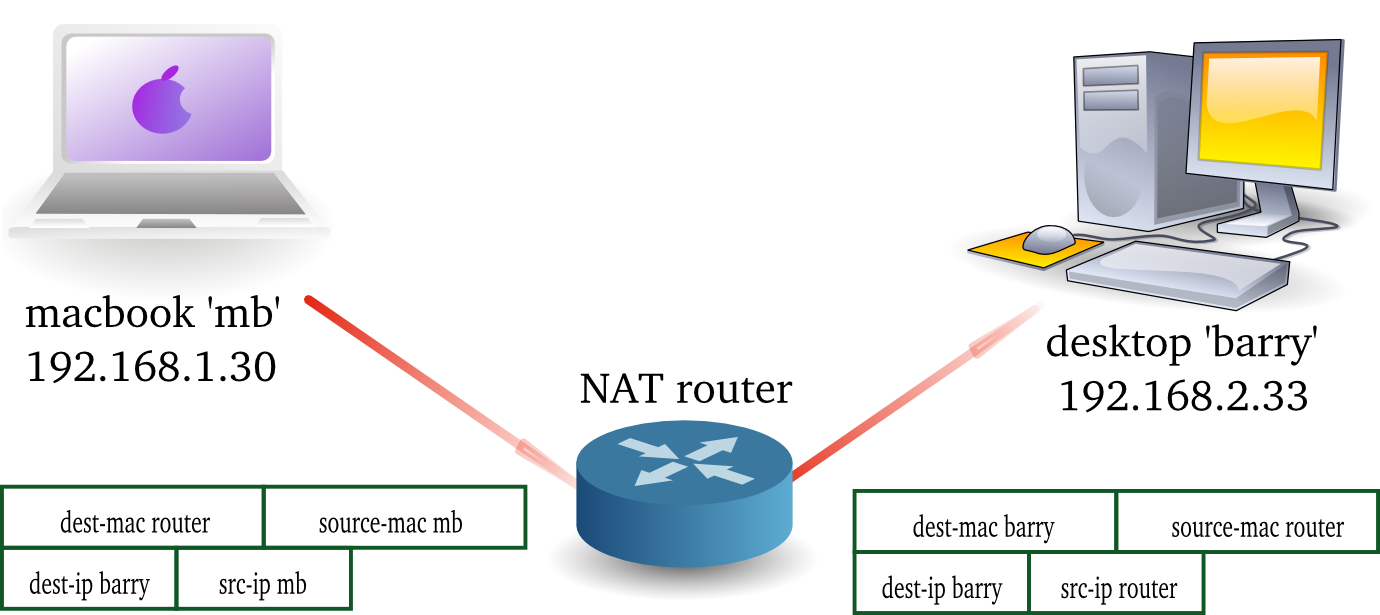 macbook 'mb'
192.168.1.30
NAT router
desktop 'barry'
192.168.2.33
dest-mac router
source-mac mb
dest-ip barry
src-ip mb
dest-mac barry
source-mac router
dest-ip barry
src-ip router